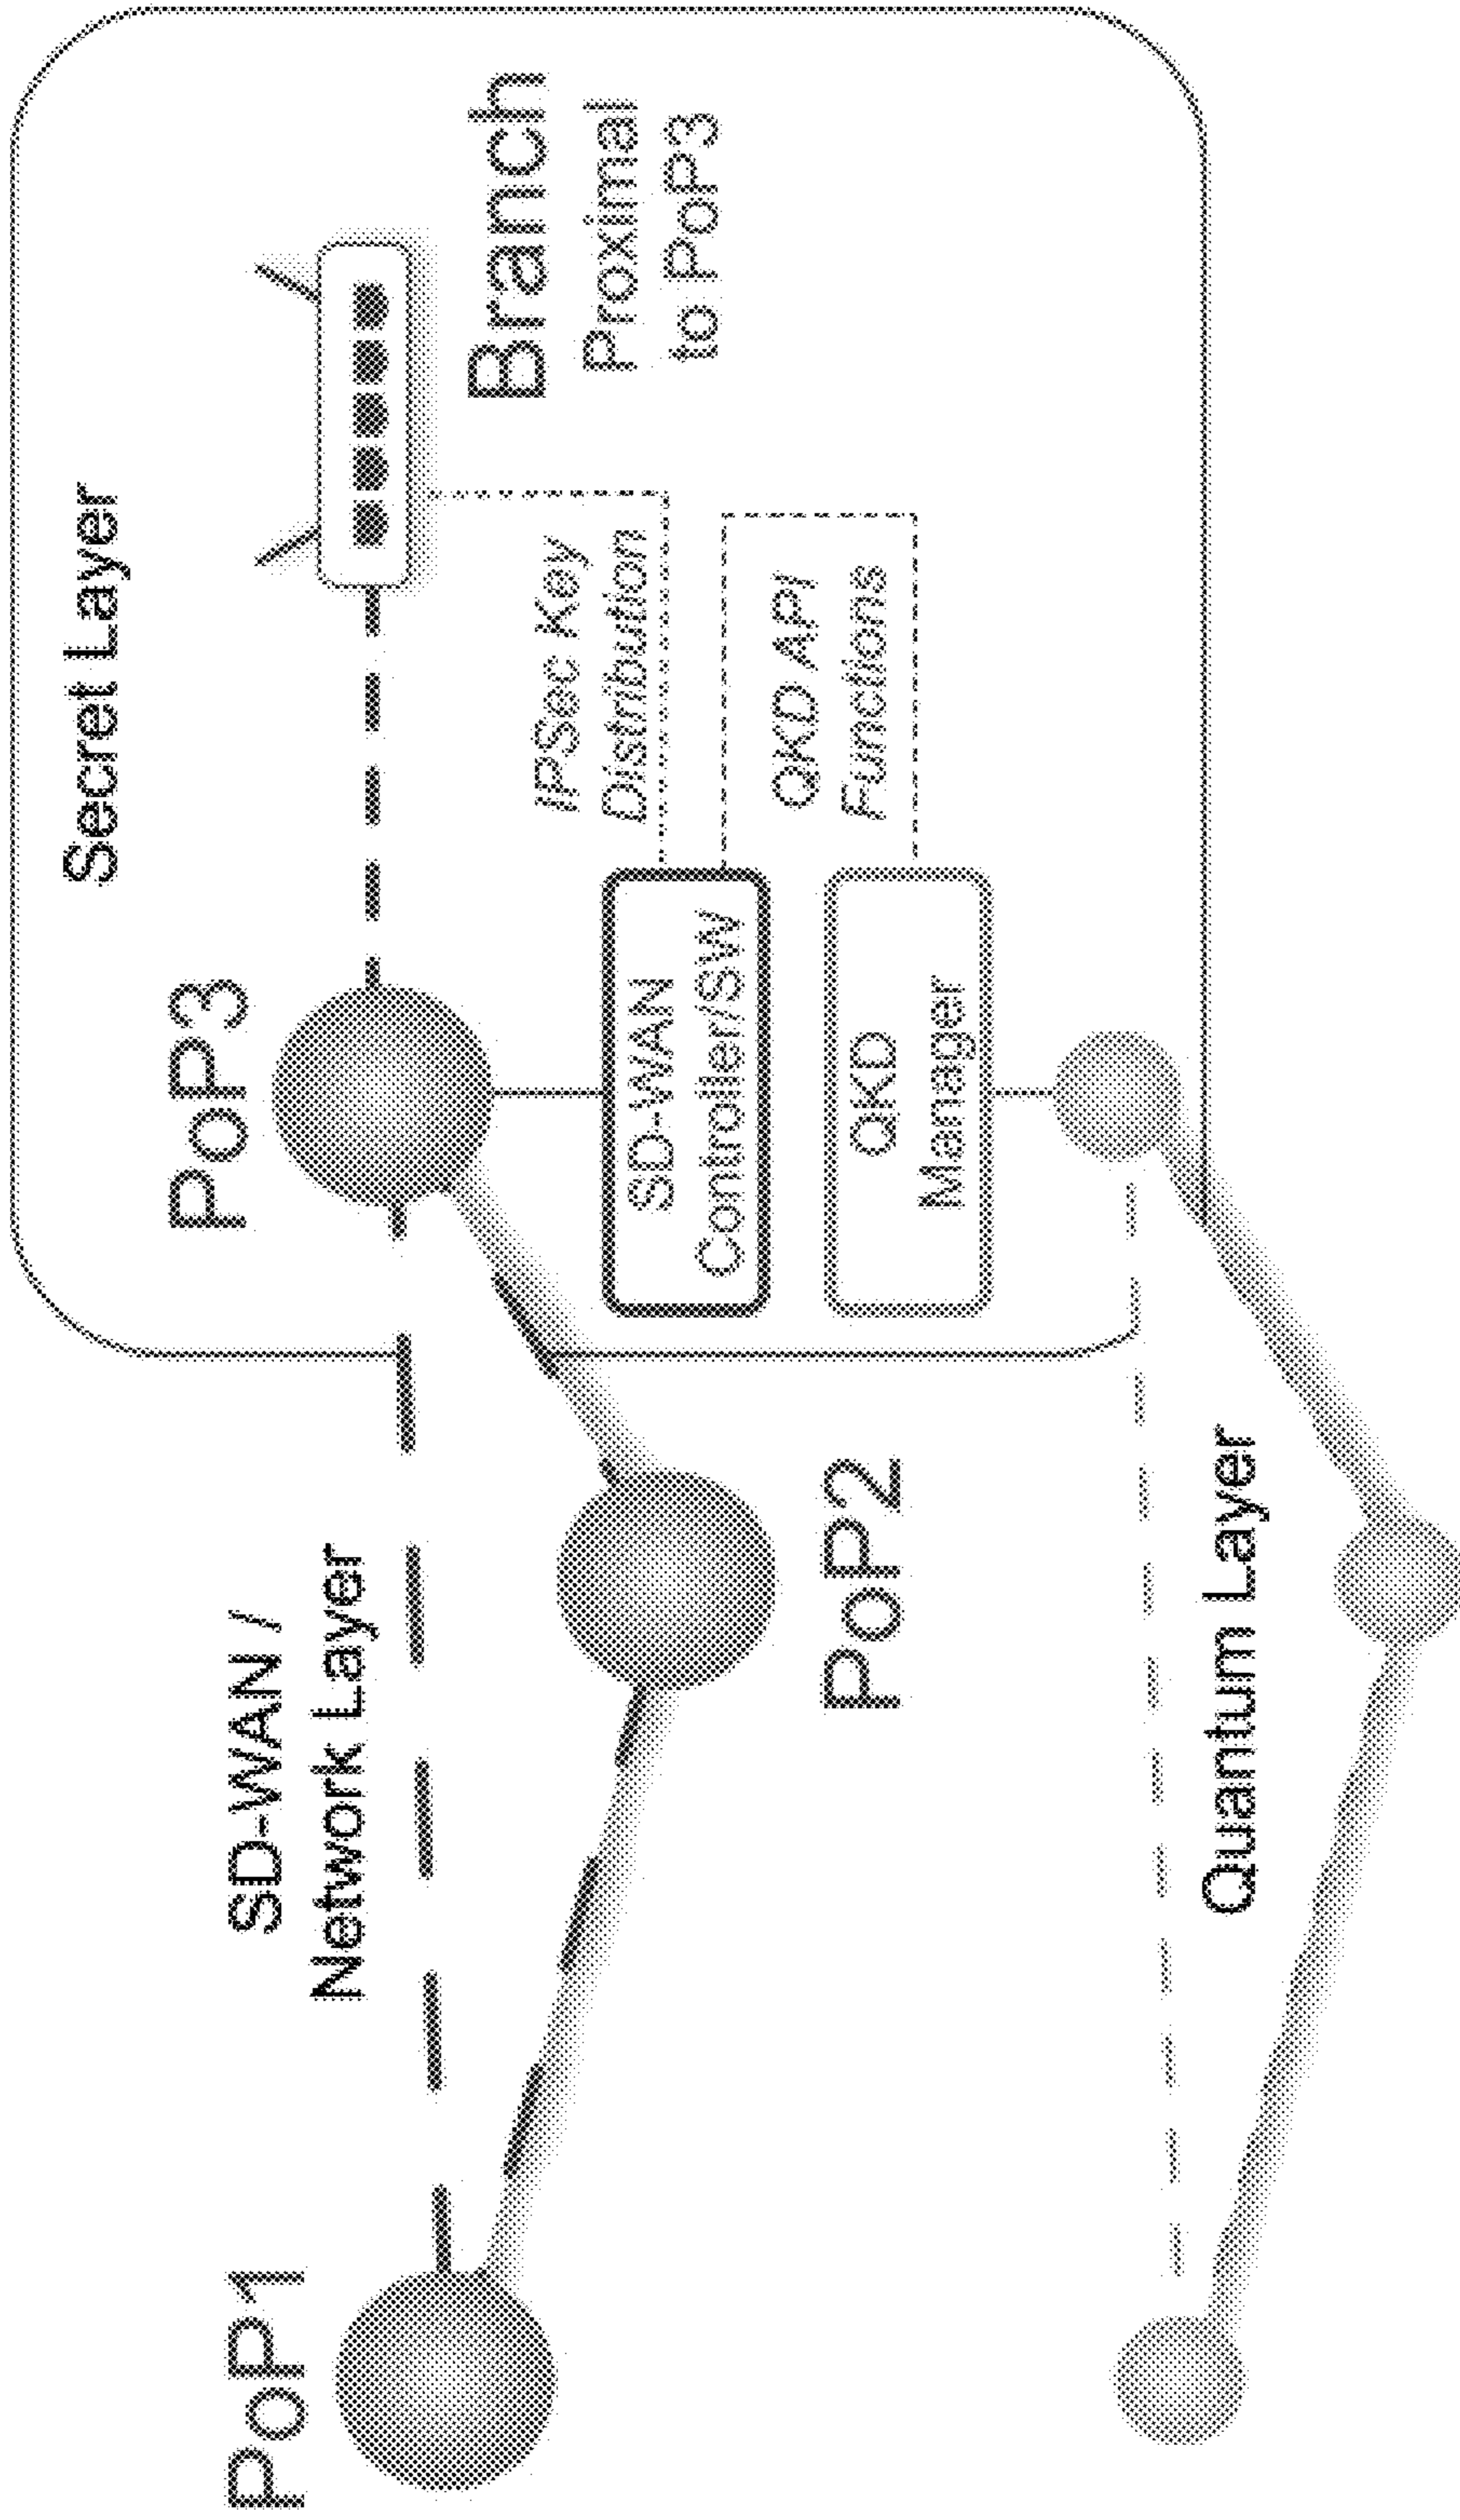 Secret Layer
PoP3
Branch
Proximal
to PoP3
IPSec Key
Distribution
SD-WAN
Controller/SW
QKD API
Functions
QKD
Manager
SD-WAN /
Network Layer
PoP1
PoP2
Quantum Layer